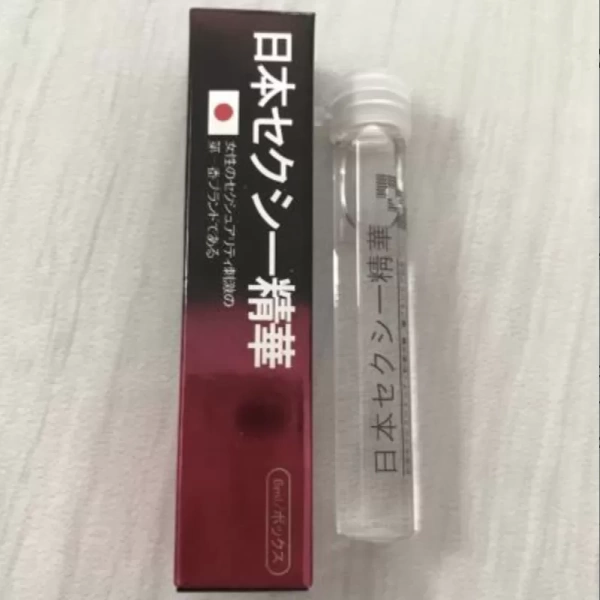 日本セクシー精華
女性のセクシュアリティ刺激の
第一番ブランドである
6ml/ボックス
日本セクシー精華